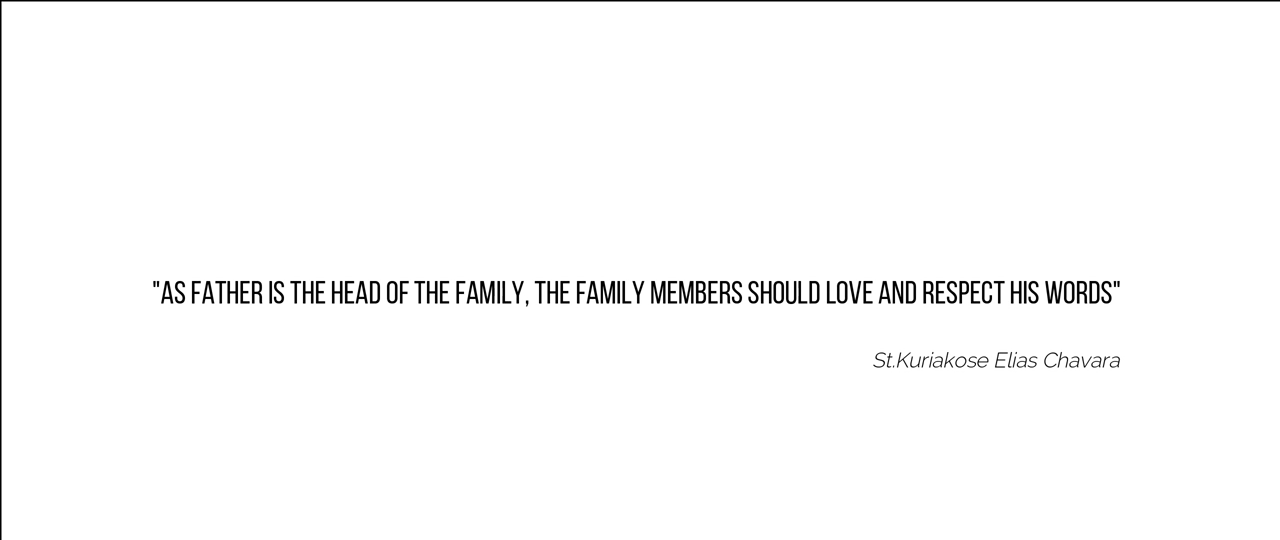 "AS FATHER IS THE HEAD OF THE FAMILY, THE FAMILY MEMBERS SHOULD LOVE AND RESPECT HIS WORDS"
St.Kuriakose Elias Chavara